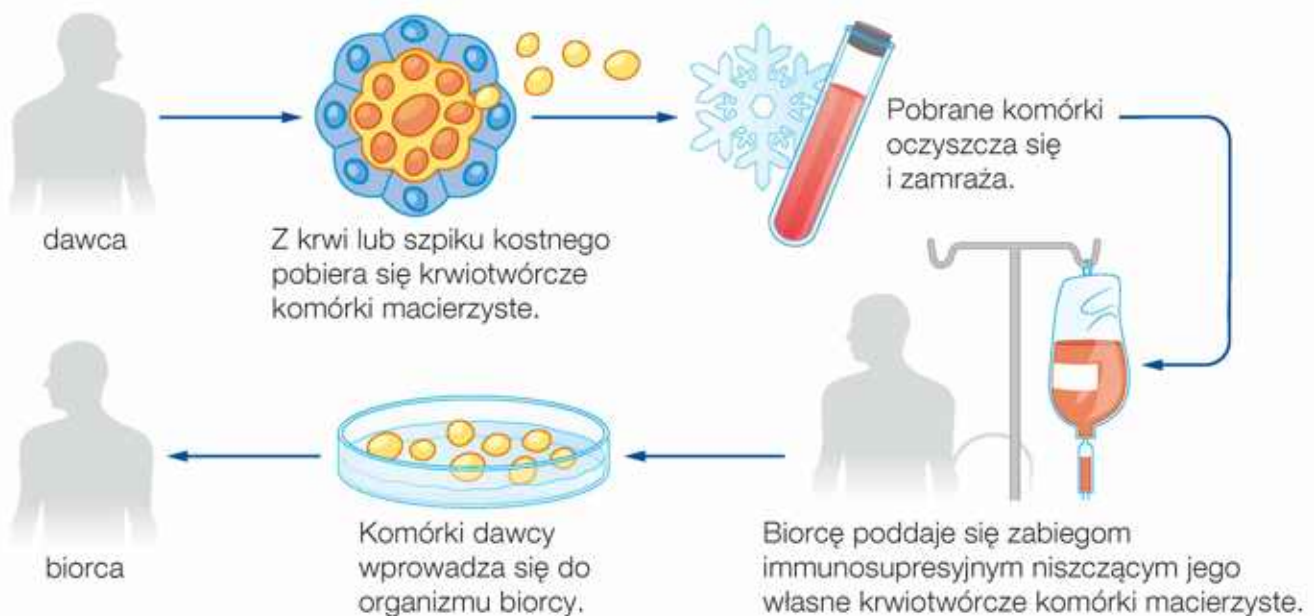 dawca
Z krwi lub szpiku kostnego
pobiera się krwiotwórcze
komórki macierzyste.
Pobrane komórki
oczyszcza się
i zamraża.
Biorcę poddaje się zabiegom
immunosupresyjnym niszczącym jego
własne krwiotwórcze komórki macierzyste.
Komórki dawcy
wprowadza się do
organizmu biorcy.
biorca